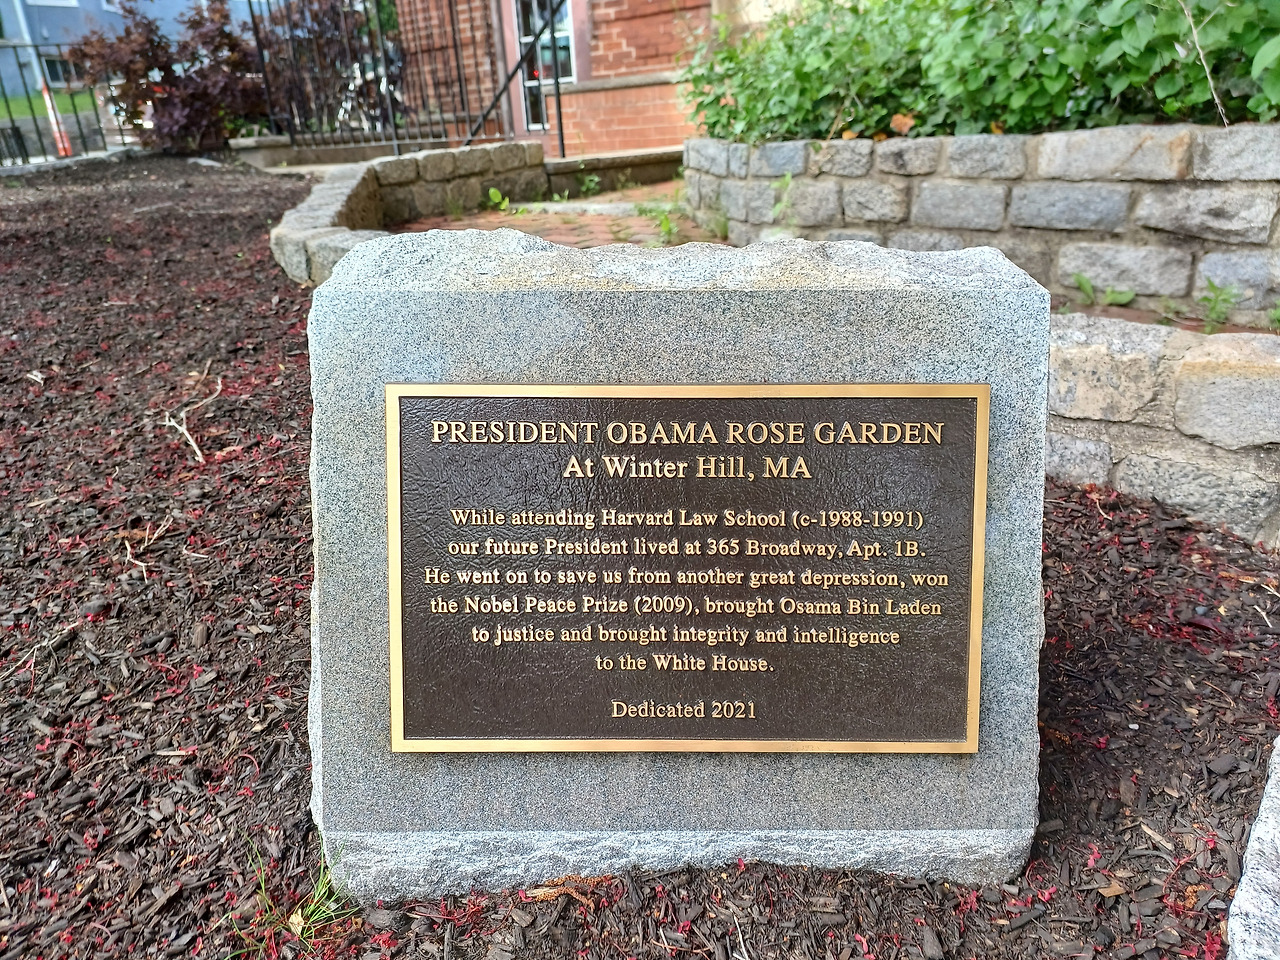 PRESIDENT OBAMA ROSE GARDEN
At Winter Hill, MA
While attending Harvard Law School (c-1988-1991)
our future President lived at 365 Broadway, Apt. 1B.
He went on to save us from another great depression, won
the Nobel Peace Prize (2009), brought Osama Bin Laden
to justice and brought integrity and intelligence
to the White House.
Dedicated 2021